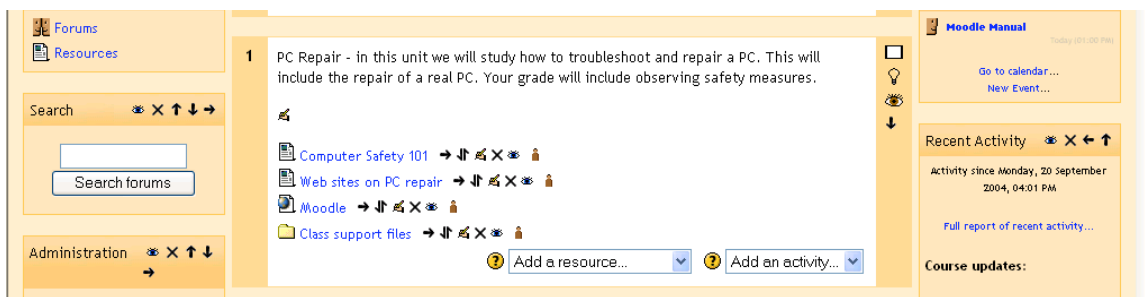 Forums
Resources
Search
Search forums
Administration
1
PC Repair - in this unit we will study how to troubleshoot and repair a PC. This will
include the repair of a real PC. Your grade will include observing safety measures.
Computer Safety 101
Web sites on PC repair
Moodle
Class support files
? Add a resource...
? Add an activity...
Moodle Manual
Today (01:00 PM)
Go to calendar...
New Event...
Recent Activity
Activity since Monday, 20 September
2004, 04:01 PM
Full report of recent activity...
Course updates: